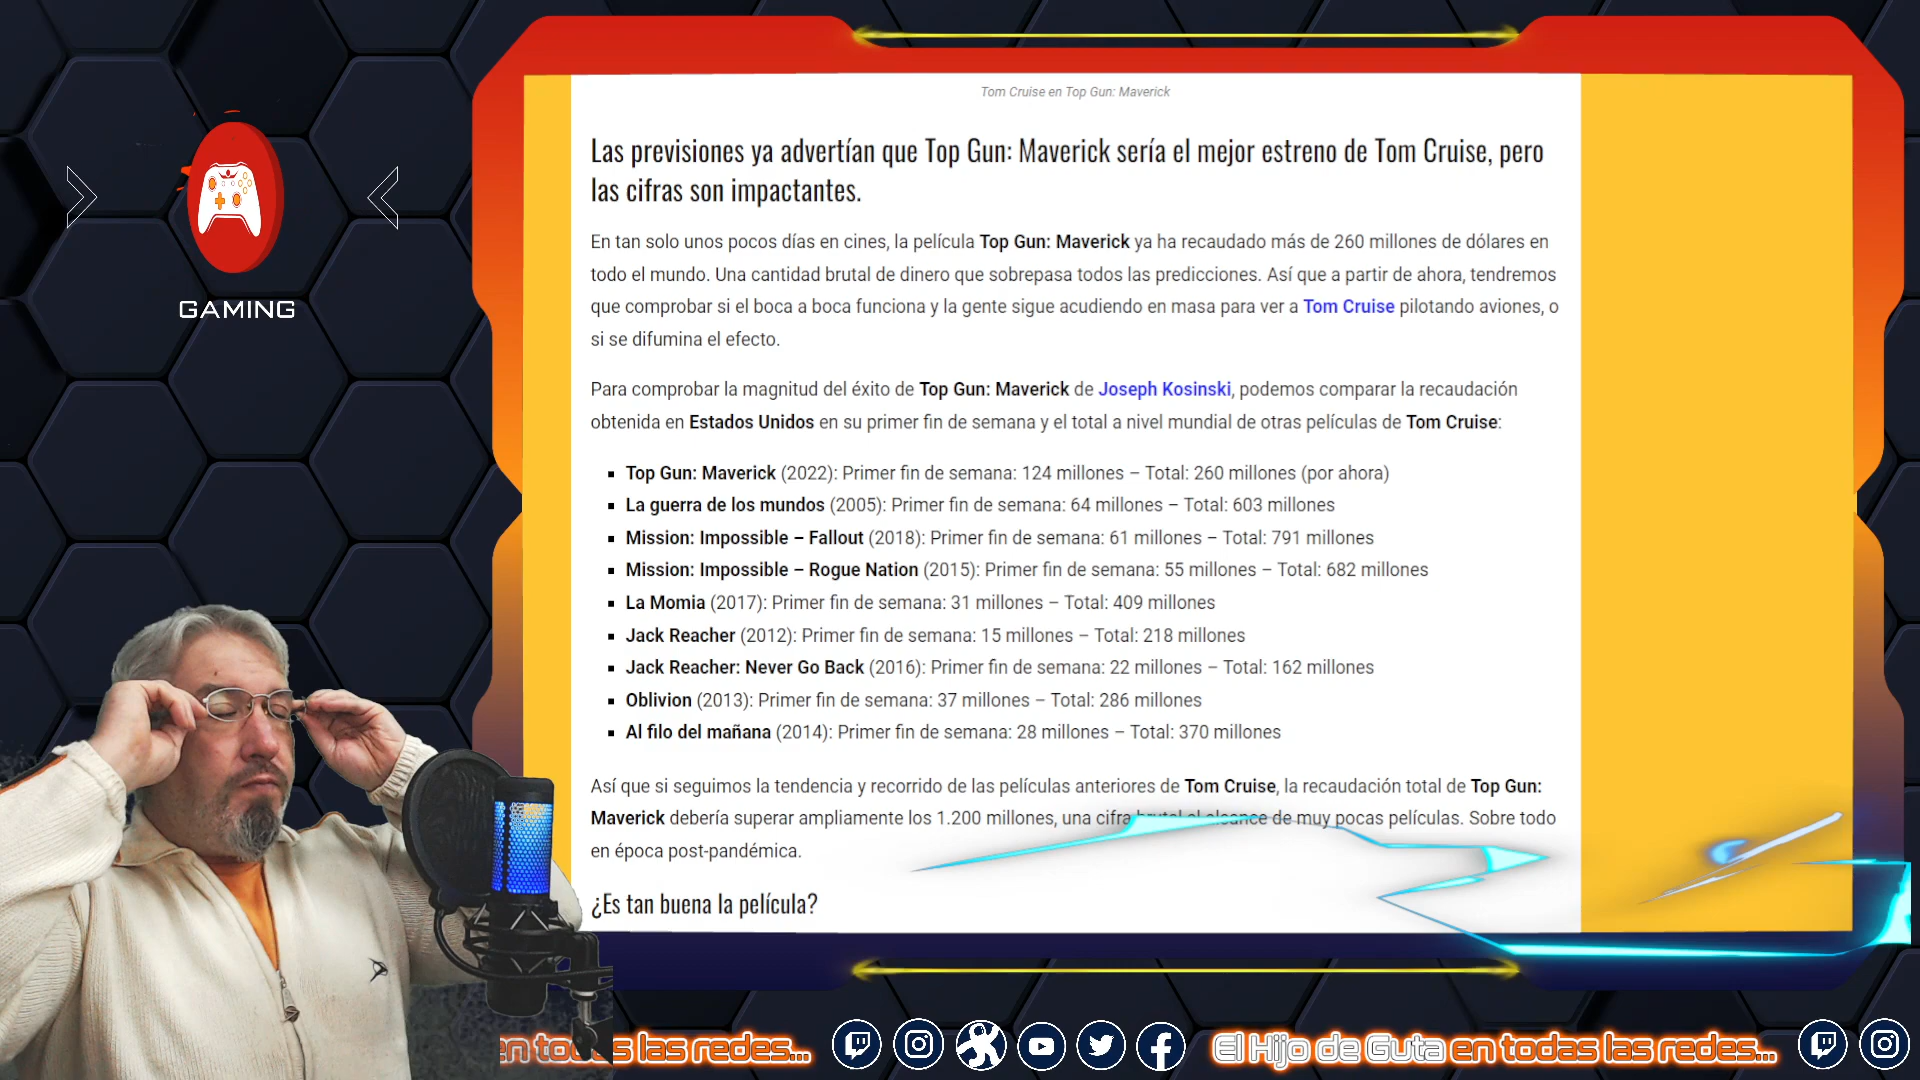 Tom Cruise en Top Gun: Maverick
Las previsiones ya advertían que Top Gun: Maverick sería el mejor estreno de Tom Cruise, pero
las cifras son impactantes.
En tan solo unos pocos días en cines, la película Top Gun: Maverick ya ha recaudado más de 260 millones de dólares en
todo el mundo. Una cantidad brutal de dinero que sobrepasa todos las predicciones. Así que a partir de ahora, tendremos
que comprobar si el boca a boca funciona y la gente sigue acudiendo en masa para ver a Tom Cruise pilotando aviones, o
si se difumina el efecto.
Para comprobar la magnitud del éxito de Top Gun: Maverick de Joseph Kosinski, podemos comparar la recaudación
obtenida en Estados Unidos en su primer fin de semana y el total a nivel mundial de otras películas de Tom Cruise:
▪ Top Gun: Maverick (2022): Primer fin de semana: 124 millones – Total: 260 millones (por ahora)
▪ La guerra de los mundos (2005): Primer fin de semana: 64 millones – Total: 603 millones
▪ Mission: Impossible – Fallout (2018): Primer fin de semana: 61 millones – Total: 791 millones
▪ Mission: Impossible – Rogue Nation (2015): Primer fin de semana: 55 millones – Total: 682 millones
▪ La Momia (2017): Primer fin de semana: 31 millones – Total: 409 millones
▪ Jack Reacher (2012): Primer fin de semana: 15 millones – Total: 218 millones
▪ Jack Reacher: Never Go Back (2016): Primer fin de semana: 22 millones – Total: 162 millones
▪ Oblivion (2013): Primer fin de semana: 37 millones – Total: 286 millones
▪ Al filo del mañana (2014): Primer fin de semana: 28 millones – Total: 370 millones
Así que si seguimos la tendencia y recorrido de las películas anteriores de Tom Cruise, la recaudación total de Top Gun:
Maverick debería superar ampliamente los 1.200 millones, una cifra brutal al alcance de muy pocas películas. Sobre todo
en época post-pandémica.
¿Es tan buena la película?
GAMING
en todas las redes...
El Hijo de Guta en todas las redes...